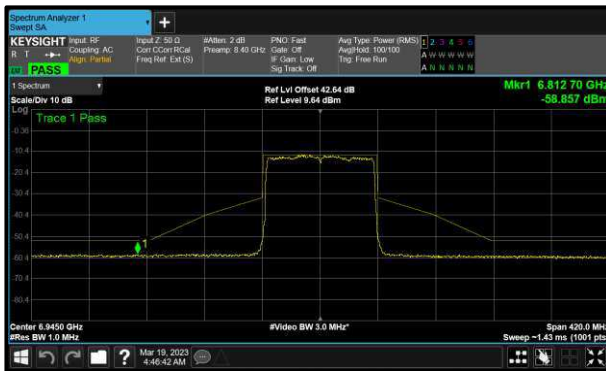 Spectrum Analyzer 1
Swept SA
+
KEYSIGHT
R T
PASS
Input: RF
Coupling: AC
Align: Partial
Input Z: 50 Ω
Corr CCorr RCal
Freq Ref: Ext (S)
#Atten: 2 dB
Preamp: 8.40 GHz
PNO: Fast
Gate: Off
IF Gain: Low
Sig Track: Off
Avg Type: Power (RMS)
Avg|Hold: 100/100
Trig: Free Run
1 2 3 4 5 6
A W W W W W
A N N N N N
1 Spectrum
Scale/Div 10 dB
Ref Lvl Offset 42.64 dB
Ref Level 9.64 dBm
Mkr1 6.812 70 GHz
-58.857 dBm
Log
Trace 1 Pass
-0.36
-10.4
-20.4
-30.4
-40.4
-50.4
-60.4
-70.4
-80.4
1
Center 6.9450 GHz
#Res BW 1.0 MHz
#Video BW 3.0 MHz*
Span 420.0 MHz
Sweep ~1.43 ms (1001 pts)
?
Mar 19, 2023
4:46:42 AM